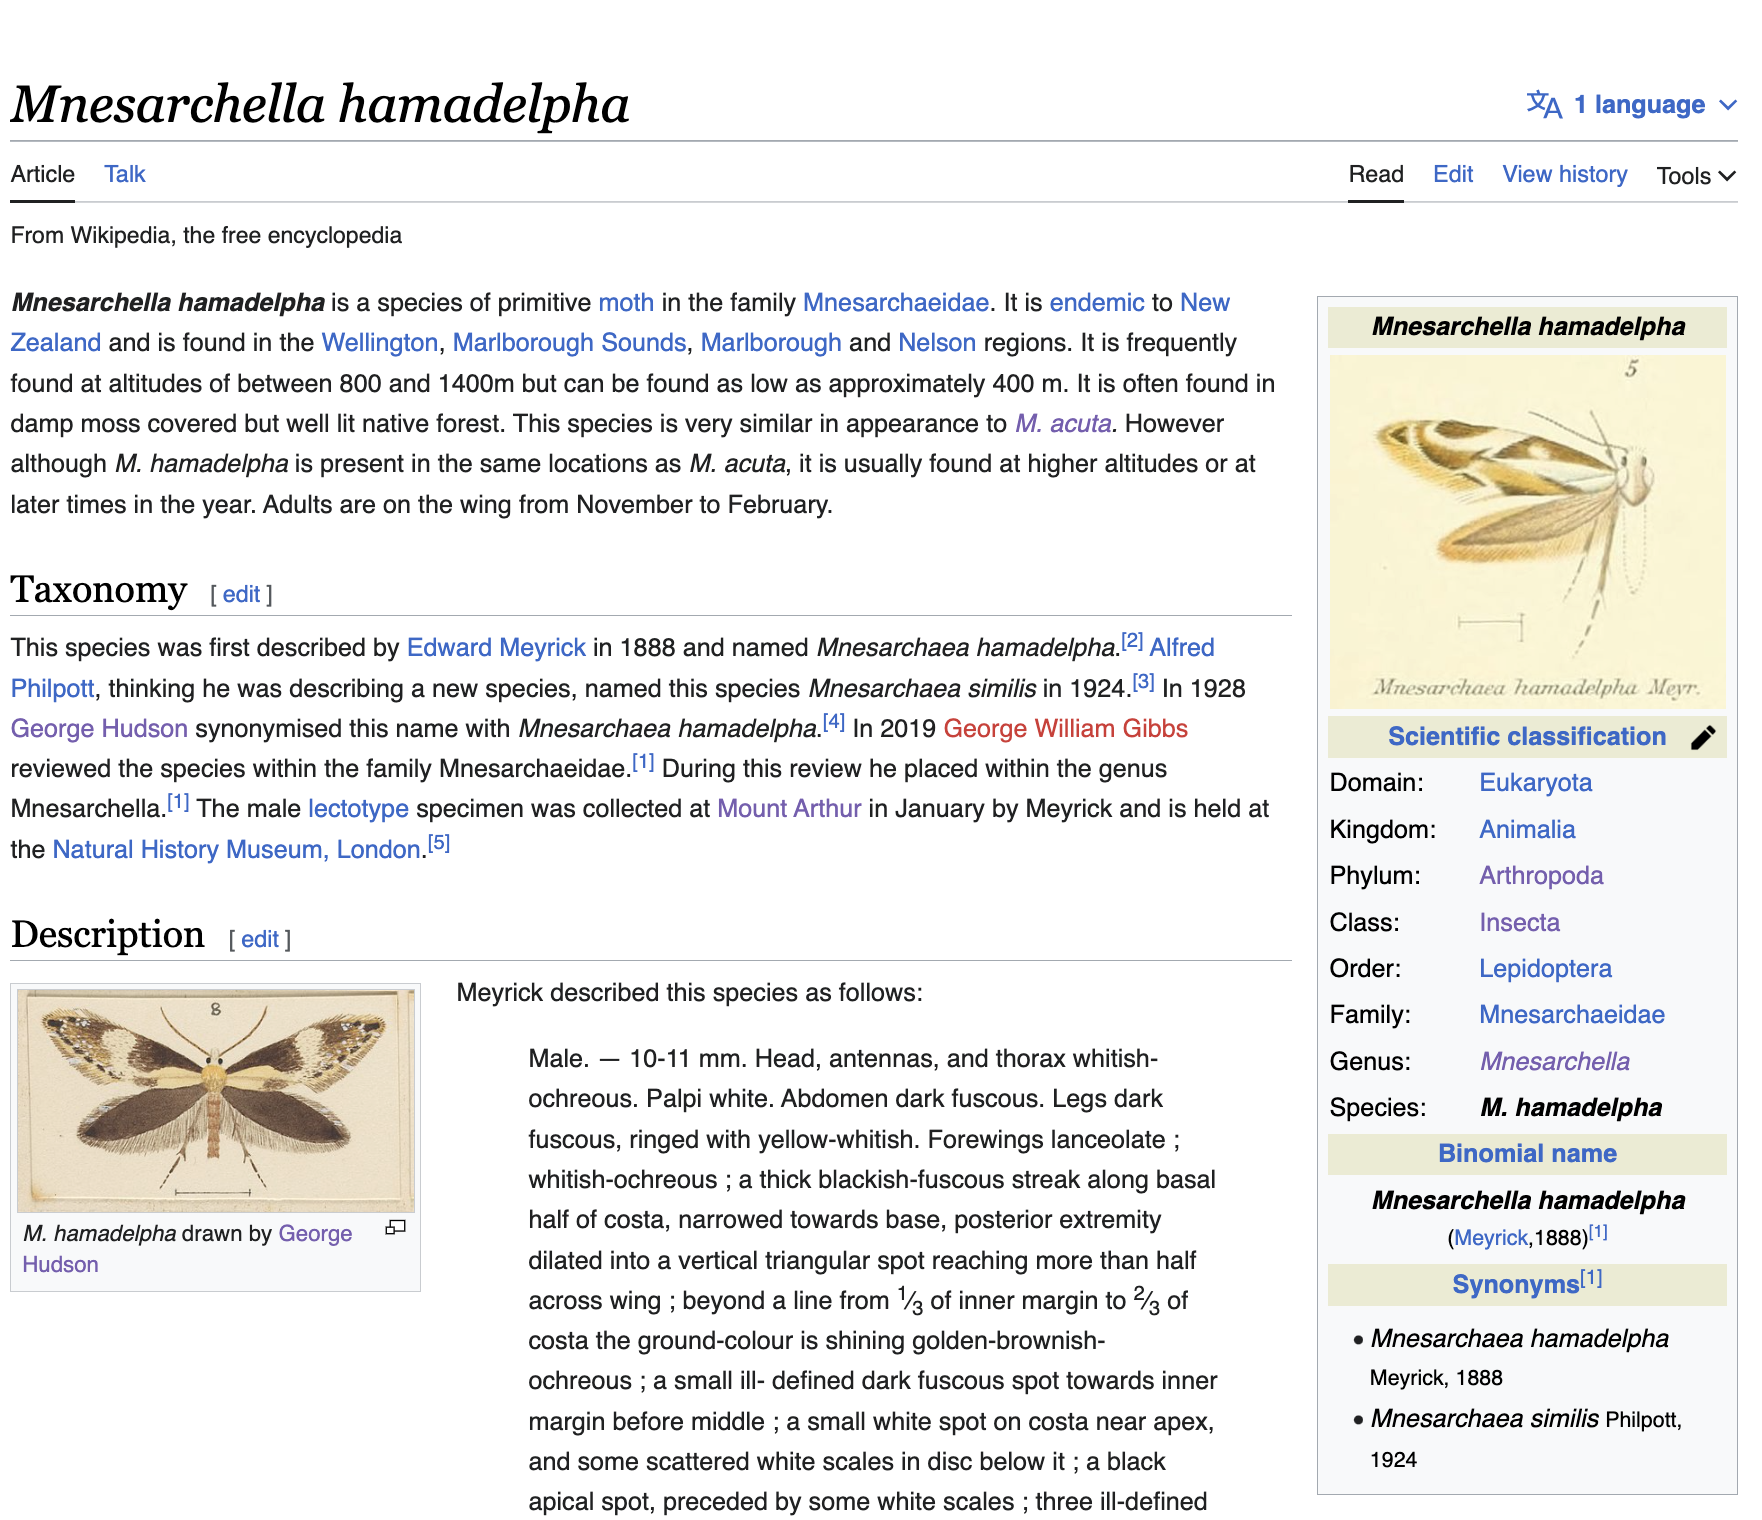 Mnesarchella hamadelpha
文A 1 language
Article Talk
Read Edit View history Tools
From Wikipedia, the free encyclopedia
Mnesarchella hamadelpha is a species of primitive moth in the family Mnesarchaeidae. It is endemic to New
Zealand and is found in the Wellington, Marlborough Sounds, Marlborough and Nelson regions. It is frequently
found at altitudes of between 800 and 1400m but can be found as low as approximately 400 m. It is often found in
damp moss covered but well lit native forest. This species is very similar in appearance to M. acuta. However
although M. hamadelpha is present in the same locations as M. acuta, it is usually found at higher altitudes or at
later times in the year. Adults are on the wing from November to February.
Taxonomy [ edit ]
This species was first described by Edward Meyrick in 1888 and named Mnesarchaea hamadelpha.[2] Alfred
Philpott, thinking he was describing a new species, named this species Mnesarchaea similis in 1924.[3] In 1928
George Hudson synonymised this name with Mnesarchaea hamadelpha.[4] In 2019 George William Gibbs
reviewed the species within the family Mnesarchaeidae.[1] During this review he placed within the genus
Mnesarchella.[1] The male lectotype specimen was collected at Mount Arthur in January by Meyrick and is held at
the Natural History Museum, London.[5]
Description [ edit ]
8
M. hamadelpha drawn by George
Hudson
Meyrick described this species as follows:
Male. — 10-11 mm. Head, antennas, and thorax whitish-
ochreous. Palpi white. Abdomen dark fuscous. Legs dark
fuscous, ringed with yellow-whitish. Forewings lanceolate ;
whitish-ochreous ; a thick blackish-fuscous streak along basal
half of costa, narrowed towards base, posterior extremity
dilated into a vertical triangular spot reaching more than half
across wing ; beyond a line from 1⁄3 of inner margin to 2⁄3 of
costa the ground-colour is shining golden-brownish-
ochreous ; a small ill- defined dark fuscous spot towards inner
margin before middle ; a small white spot on costa near apex,
and some scattered white scales in disc below it ; a black
apical spot, preceded by some white scales ; three ill-defined
Mnesarchella hamadelpha
5
Mnesarchaea hamadelpha Meyr.
Scientific classification
Domain: Eukaryota
Kingdom: Animalia
Phylum: Arthropoda
Class: Insecta
Order: Lepidoptera
Family: Mnesarchaeidae
Genus: Mnesarchella
Species: M. hamadelpha
Binomial name
Mnesarchella hamadelpha
(Meyrick,1888)[1]
Synonyms[1]
• Mnesarchaea hamadelpha
Meyrick, 1888
• Mnesarchaea similis Philpott,
1924